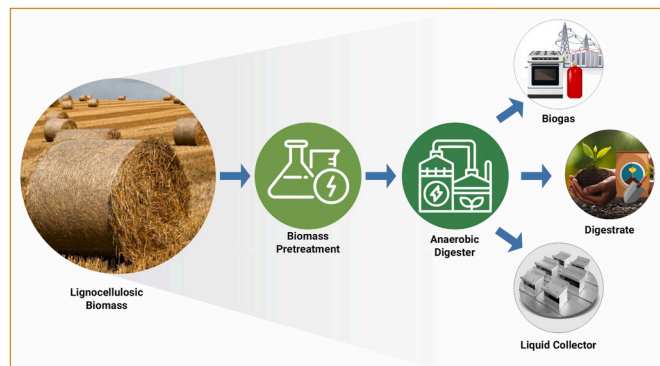 Biogas
Biomass
Pretreatment
Anaerobic
Digester
Digestrate
Lignocellulosic
Biomass
Liquid Collector